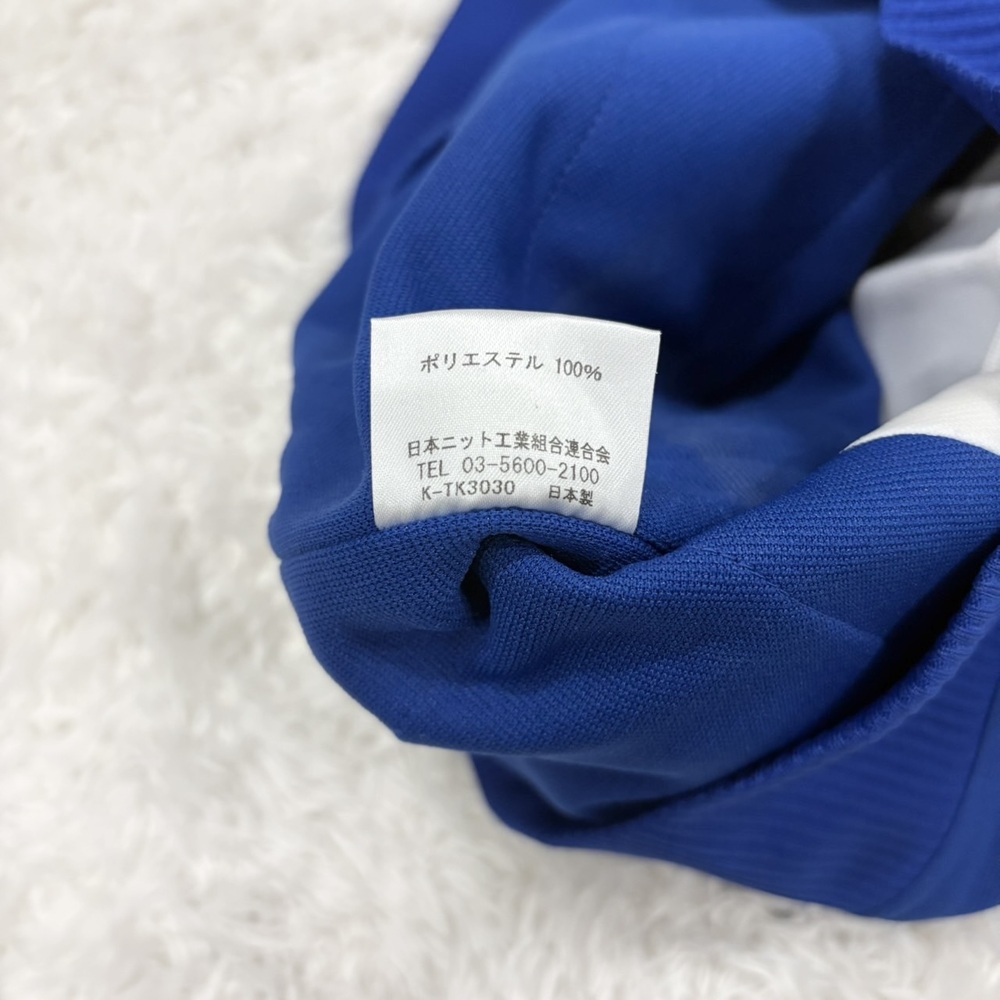 ポリエステル 100%
日本ニット工業組合連合会
TEL 03-5600-2100
K-TK3030 日本製